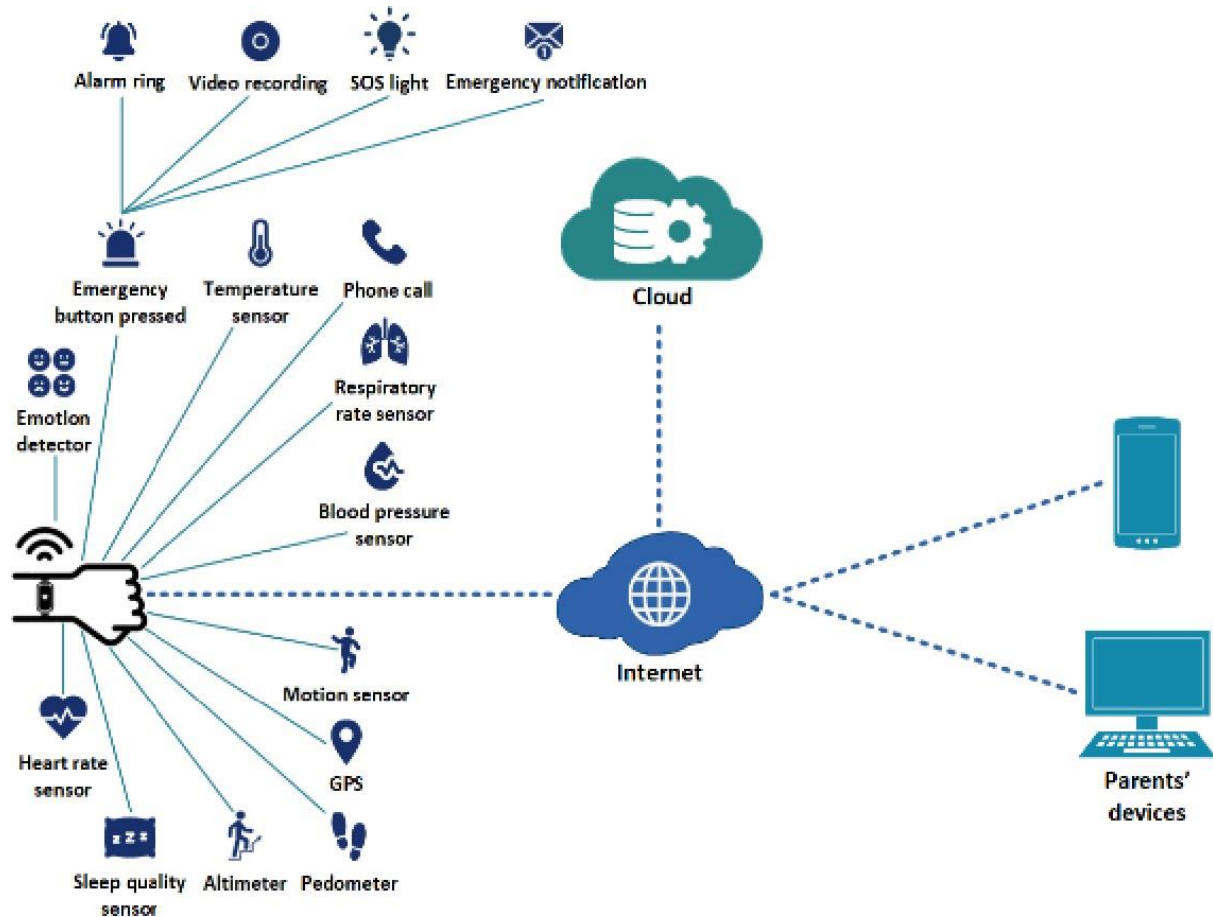 Alarm ring
Video recording
SOS light
Emergency notification
1
Emergency
button pressed
Temperature
sensor
Phone call
Cloud
Emotion
detector
Respiratory
rate sensor
Blood pressure
sensor
Internet
Motion sensor
Heart rate
sensor
GPS
Parents'
devices
z z z
Sleep quality
sensor
Altimeter
Pedometer